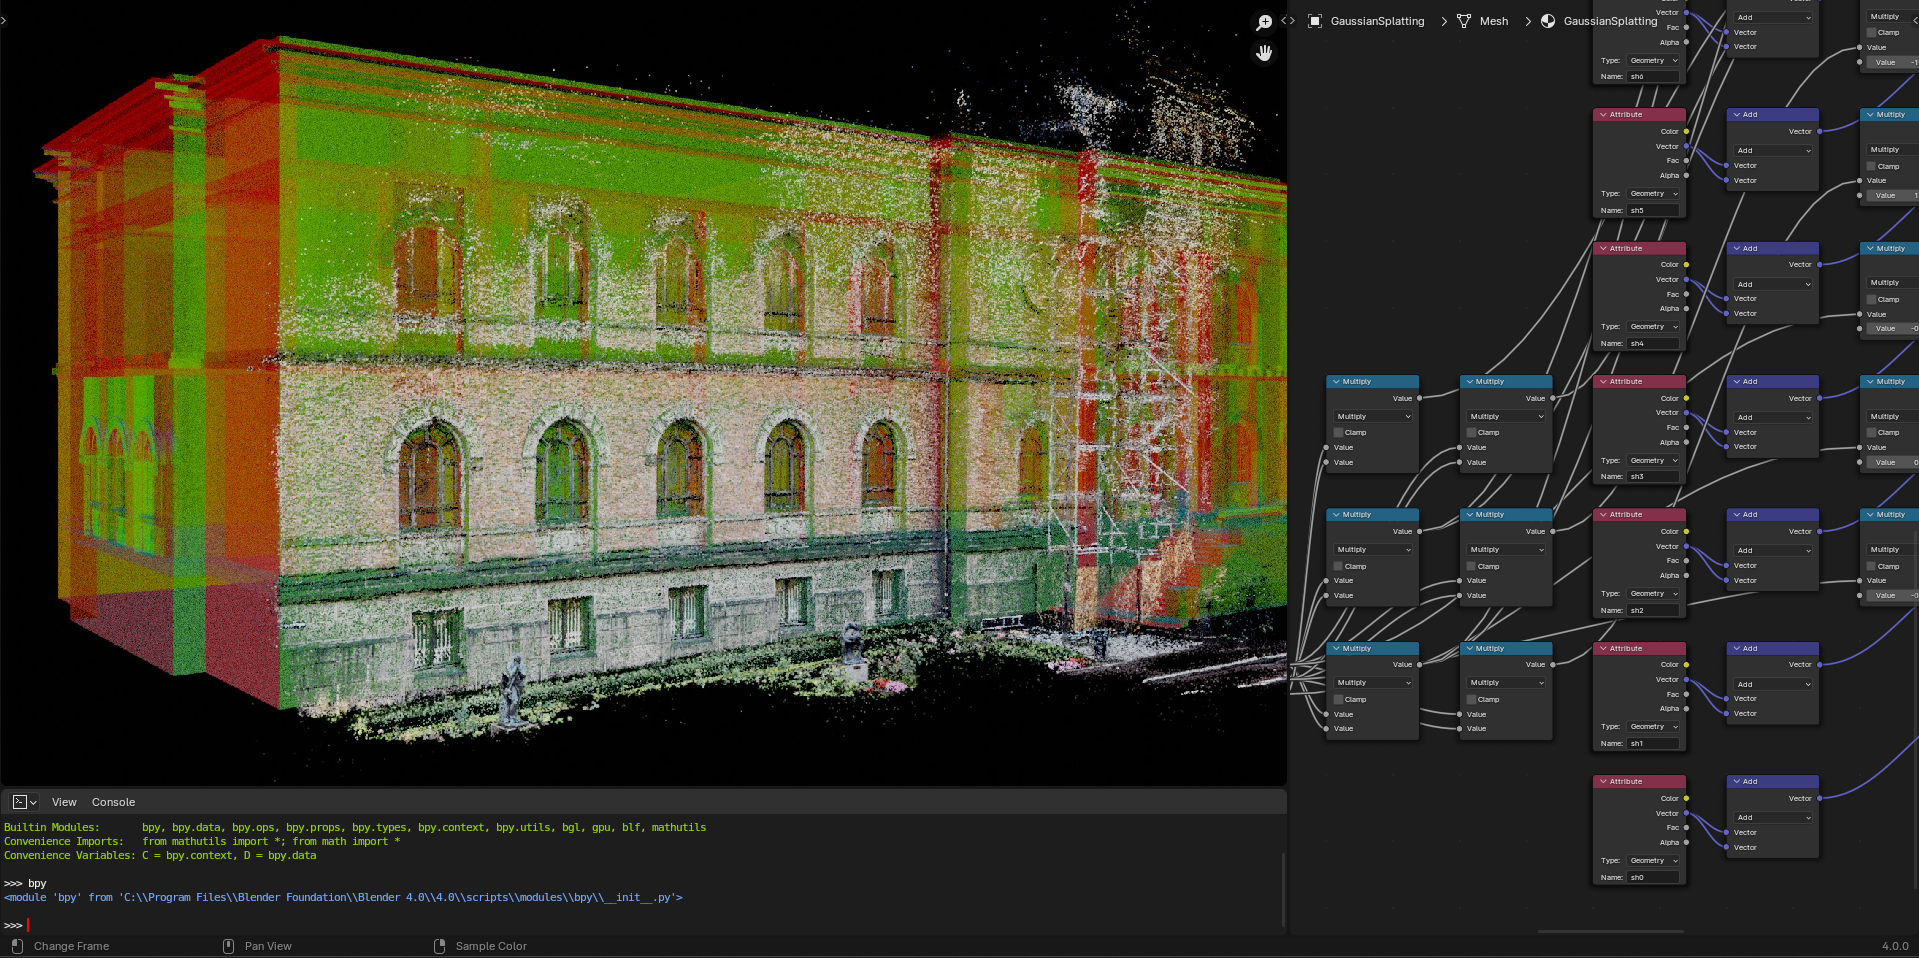 GaussianSplatting > Mesh > GaussianSplatting
Vector
Fac
Alpha
Type: Geometry
Name: sh6
Add
Vector
Vector
Multiply
Clamp
Value
Value -1
Attribute
Color
Vector
Fac
Alpha
Type: Geometry
Name: sh5
Add
Vector
Add
Vector
Vector
Multiply
Multiply
Clamp
Value
Value 1
Attribute
Color
Vector
Fac
Alpha
Type: Geometry
Name: sh4
Add
Vector
Add
Vector
Vector
Multiply
Multiply
Clamp
Value
Value -0
Multiply
Value
Multiply
Clamp
Value
Value
Multiply
Value
Multiply
Clamp
Value
Value
Attribute
Color
Vector
Fac
Alpha
Type: Geometry
Name: sh3
Add
Vector
Add
Vector
Vector
Multiply
Multiply
Clamp
Value
Value 0
Multiply
Value
Multiply
Clamp
Value
Value
Multiply
Value
Multiply
Clamp
Value
Value
Attribute
Color
Vector
Fac
Alpha
Type: Geometry
Name: sh2
Add
Vector
Add
Vector
Vector
Multiply
Multiply
Clamp
Value
Value
Multiply
Value
Multiply
Clamp
Value
Value
Multiply
Value
Multiply
Clamp
Value
Value
Attribute
Color
Vector
Fac
Alpha
Type: Geometry
Name: sh1
Add
Vector
Add
Vector
Vector
Attribute
Color
Vector
Fac
Alpha
Type: Geometry
Name: sh0
Add
Vector
Add
Vector
Vector
View Console
Builtin Modules: bpy, bpy.data, bpy.ops, bpy.props, bpy.types, bpy.context, bpy.utils, bgl, gpu, blf, mathutils
Convenience Imports: from mathutils import *; from math import *
Convenience Variables: C = bpy.context, D = bpy.data
>>> bpy
<module 'bpy' from 'C:\\Program Files\\Blender Foundation\\Blender 4.0\\4.0\\scripts\\modules\\bpy\\__init__.py'>
>>>
Change Frame Pan View Sample Color 4.0.0